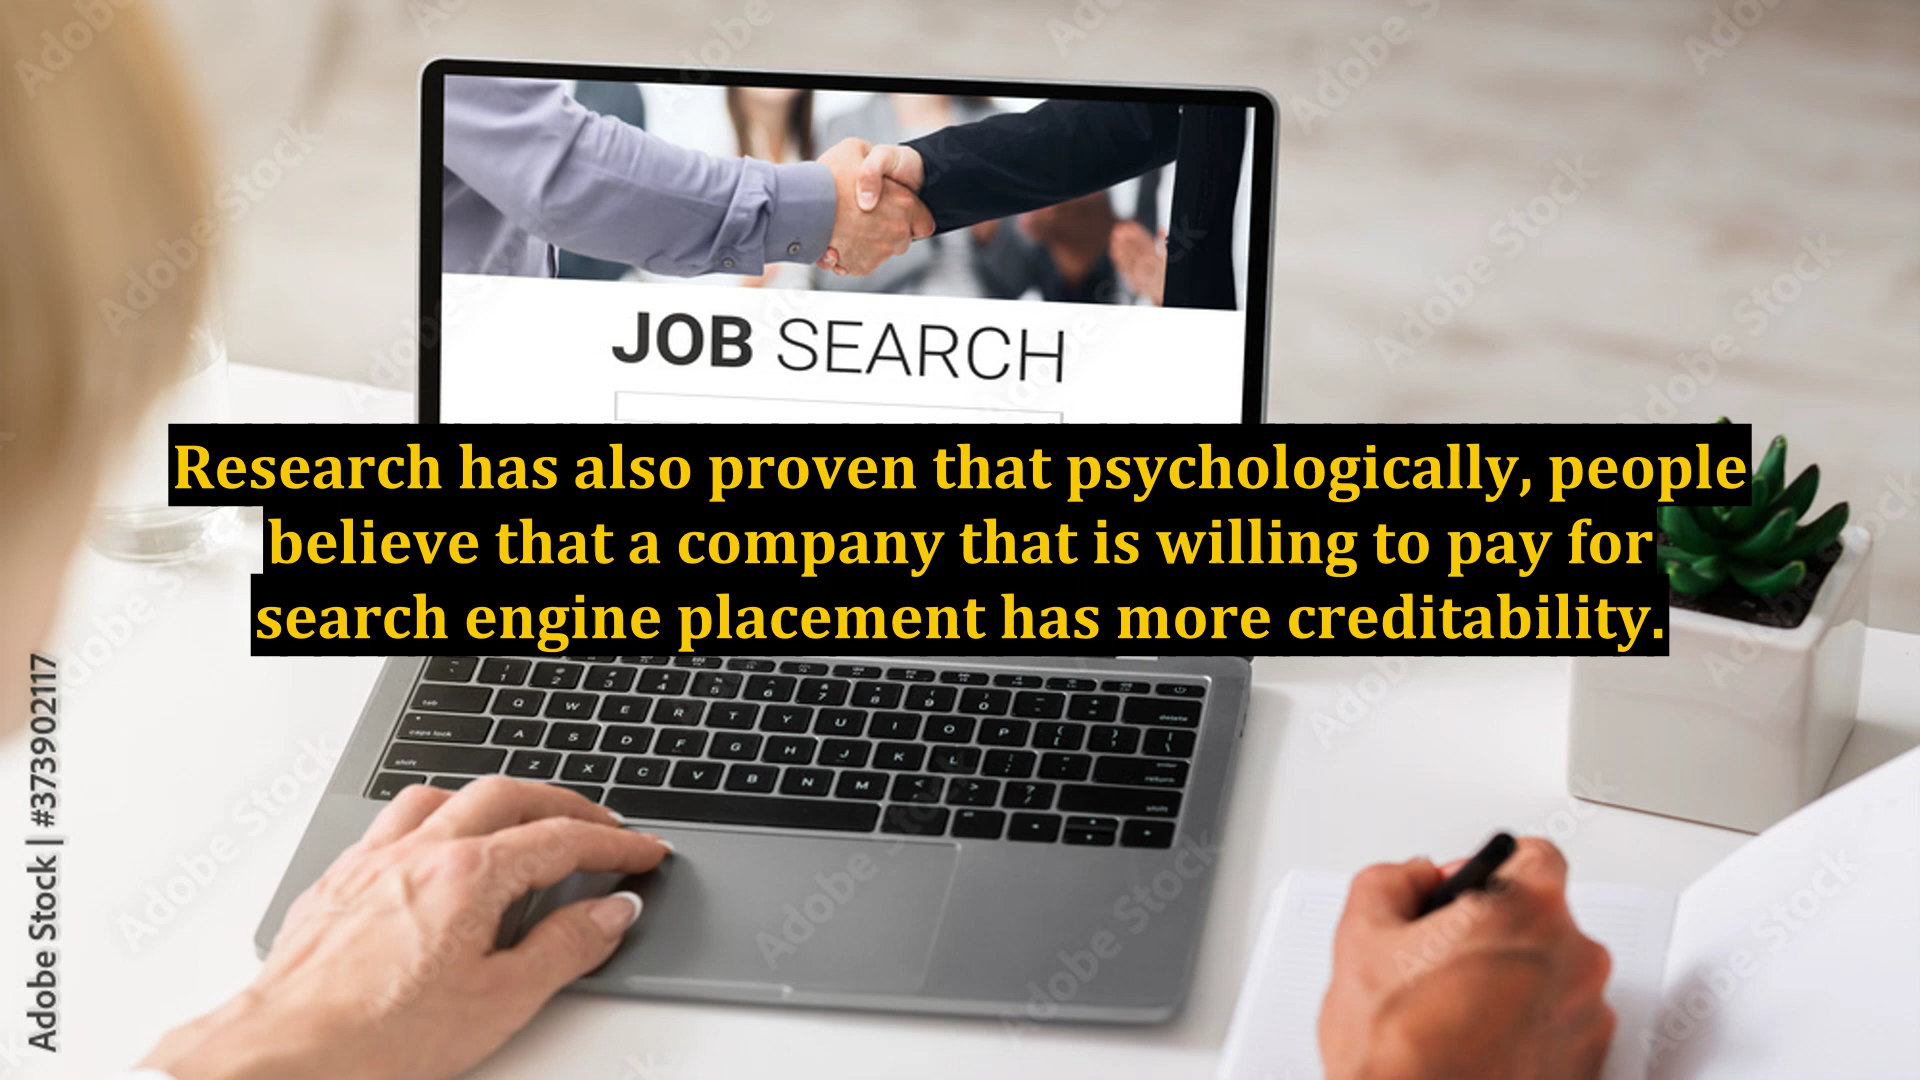 JOB SEARCH
Research has also proven that psychologically, people
believe that a company that is willing to pay for
search engine placement has more creditability.
Adobe Stock | #373902117